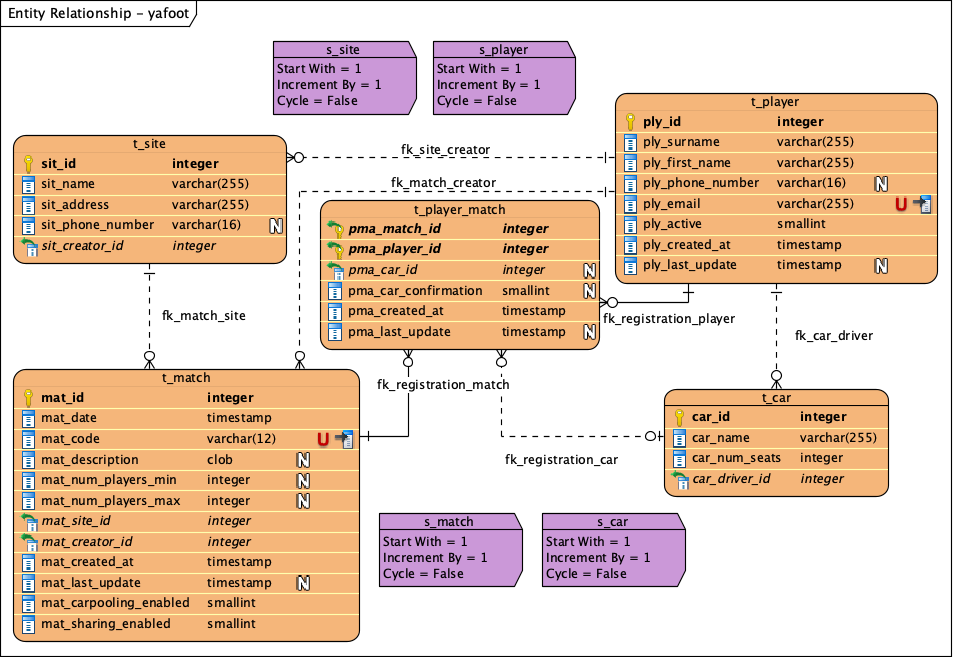 Entity Relationship - yafoot
s_site
Start With = 1
Increment By = 1
Cycle = False
s_player
Start With = 1
Increment By = 1
Cycle = False
t_player
ply_id integer
ply_surname varchar(255)
ply_first_name varchar(255)
ply_phone_number varchar(16) N
ply_email varchar(255) U
ply_active smallint
ply_created_at timestamp
ply_last_update timestamp N
t_site
sit_id integer
sit_name varchar(255)
sit_address varchar(255)
sit_phone_number varchar(16) N
sit_creator_id integer
fk_site_creator
fk_match_creator
t_player_match
pma_match_id integer
pma_player_id integer
pma_car_id integer N
pma_car_confirmation smallint N
pma_created_at timestamp
pma_last_update timestamp N
fk_match_site
fk_registration_player
fk_car_driver
fk_registration_match
t_match
mat_id integer
mat_date timestamp
mat_code varchar(12) U
mat_description clob N
mat_num_players_min integer N
mat_num_players_max integer N
mat_site_id integer
mat_creator_id integer
mat_created_at timestamp
mat_last_update timestamp N
mat_carpooling_enabled smallint
mat_sharing_enabled smallint
t_car
car_id integer
car_name varchar(255)
car_num_seats integer
car_driver_id integer
fk_registration_car
s_match
Start With = 1
Increment By = 1
Cycle = False
s_car
Start With = 1
Increment By = 1
Cycle = False